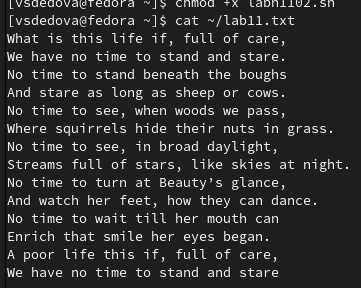 [vsdedova@fedora ~]$ chmod +x labn1102.sh
[vsdedova@fedora ~]$ cat ~/lab11.txt
What is this life if, full of care,
We have no time to stand and stare.
No time to stand beneath the boughs
And stare as long as sheep or cows.
No time to see, when woods we pass,
Where squirrels hide their nuts in grass.
No time to see, in broad daylight,
Streams full of stars, like skies at night.
No time to turn at Beauty’s glance,
And watch her feet, how they can dance.
No time to wait till her mouth can
Enrich that smile her eyes began.
A poor life this if, full of care,
We have no time to stand and stare